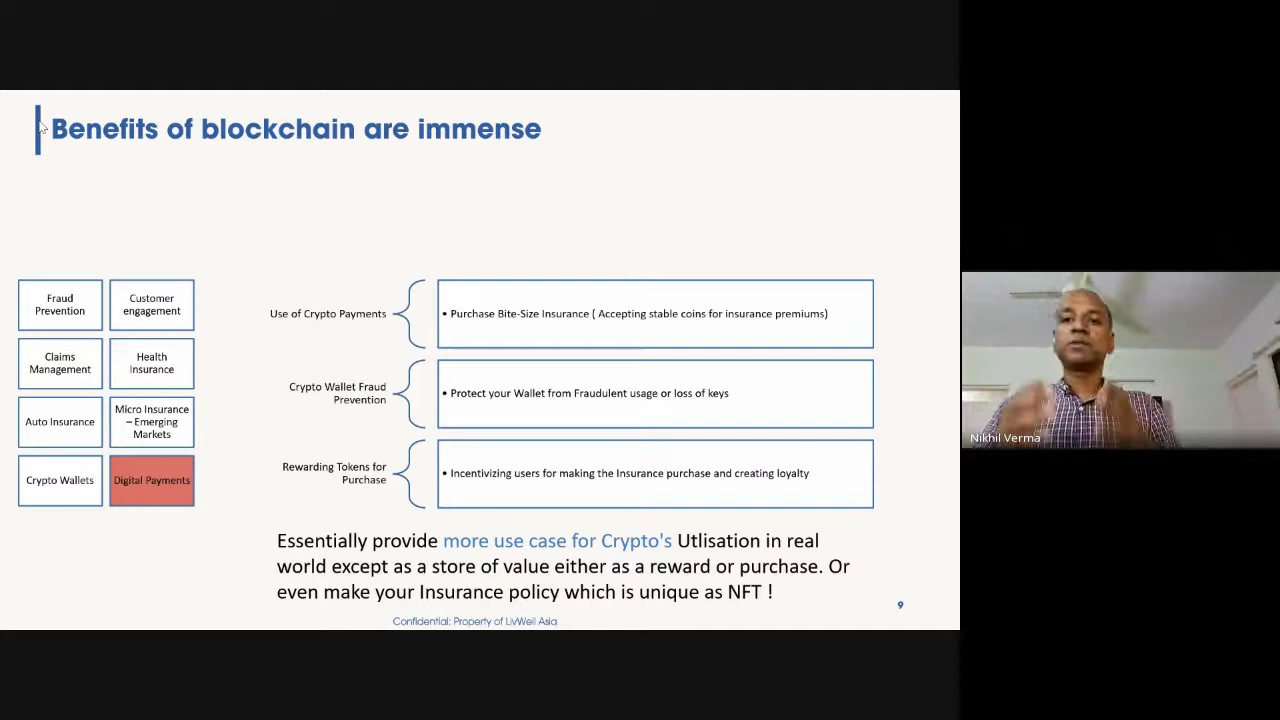 Benefits of blockchain are immense
Fraud
Prevention
Customer
engagement
Claims
Management
Health
Insurance
Auto Insurance
Micro Insurance
– Emerging
Markets
Crypto Wallets
Digital Payments
Use of Crypto Payments
• Purchase Bite-Size Insurance ( Accepting stable coins for insurance premiums)
Crypto Wallet Fraud
Prevention
• Protect your Wallet from Fraudulent usage or loss of keys
Rewarding Tokens for
Purchase
• Incentivizing users for making the Insurance purchase and creating loyalty
Essentially provide more use case for Crypto's Utlisation in real
world except as a store of value either as a reward or purchase. Or
even make your Insurance policy which is unique as NFT !
9
Confidential: Property of LivWell Asia
Nikhil Verma